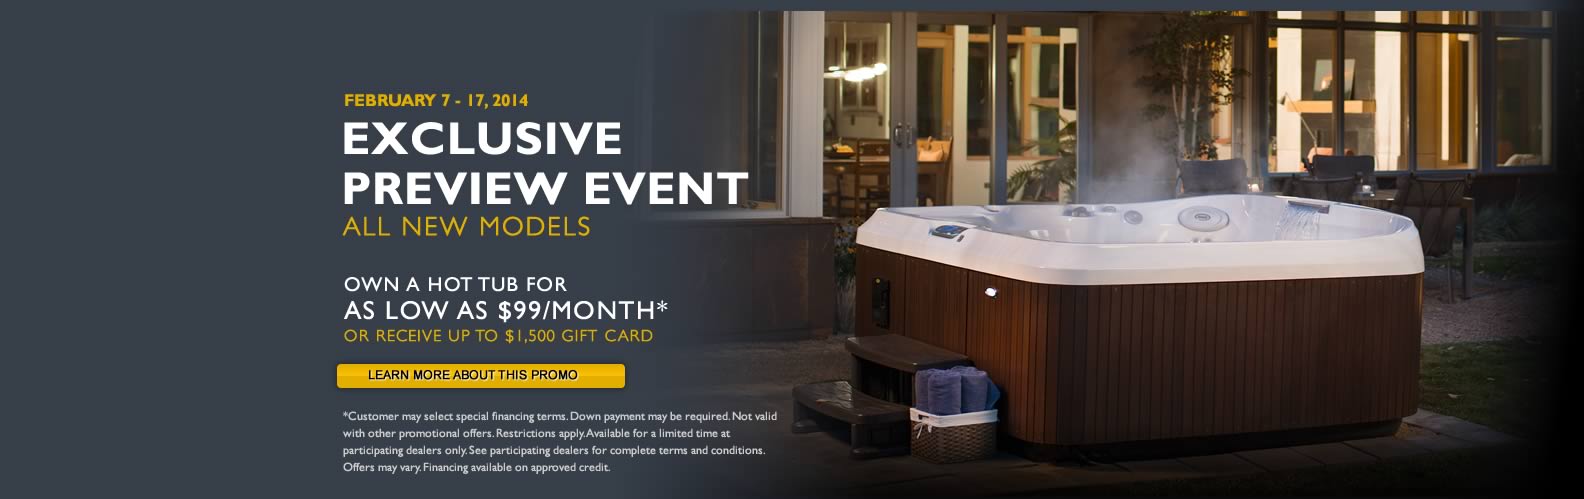 FEBRUARY 7 - 17, 2014
EXCLUSIVE
PREVIEW EVENT
ALL NEW MODELS
OWN A HOT TUB FOR
AS LOW AS $99/MONTH*
OR RECEIVE UP TO $1,500 GIFT CARD
LEARN MORE ABOUT THIS PROMO
*Customer may select special financing terms. Down payment may be required. Not valid
with other promotional offers. Restrictions apply. Available for a limited time at
participating dealers only. See participating dealers for complete terms and conditions.
Offers may vary. Financing available on approved credit.